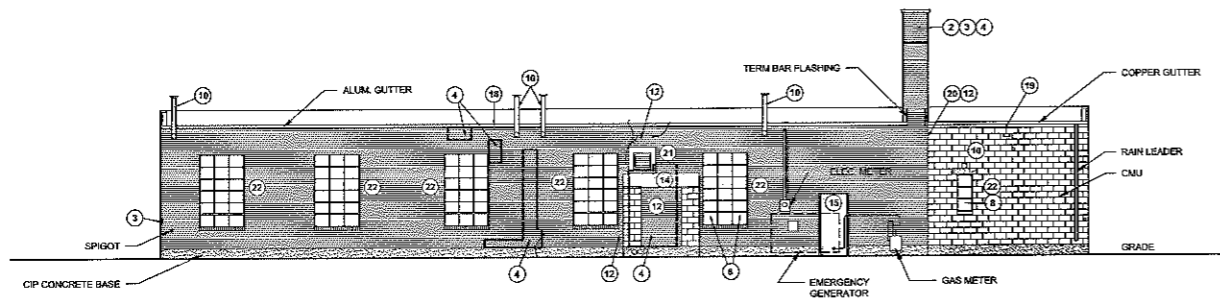 2 3 4
TERM BAR FLASHING
COPPER GUTTER
10
ALUM. GUTTER
4
18
16
12
10
20 12
19
21
RAIN LEADER
CMU
22
22
22
22
14
12
22
ELEC. METER
15
22
8
3
SPIGOT
4
12
4
6
GRADE
CIP CONCRETE BASE
EMERGENCY
GENERATOR
GAS METER